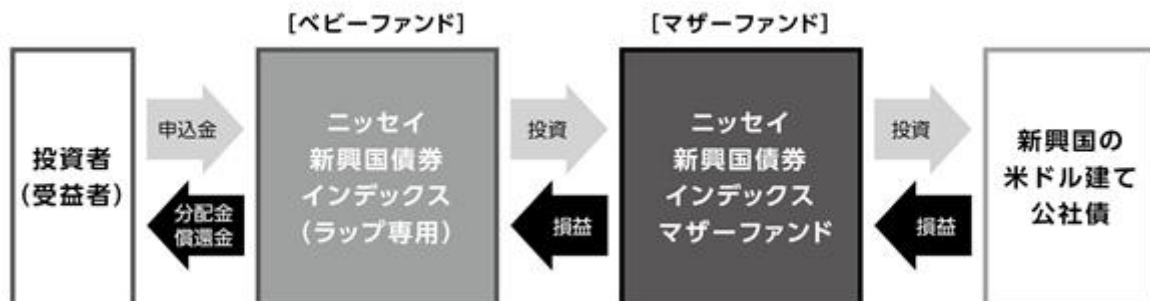 [ベビーファンド]
[マザーファンド]
投資者
(受益者)
申込金
分配金
償還金
ニッセイ
新興国債券
インデックス
(ラップ専用)
投資
損益
ニッセイ
新興国債券
インデックス
マザーファンド
投資
損益
新興国の
米ドル建て
公社債